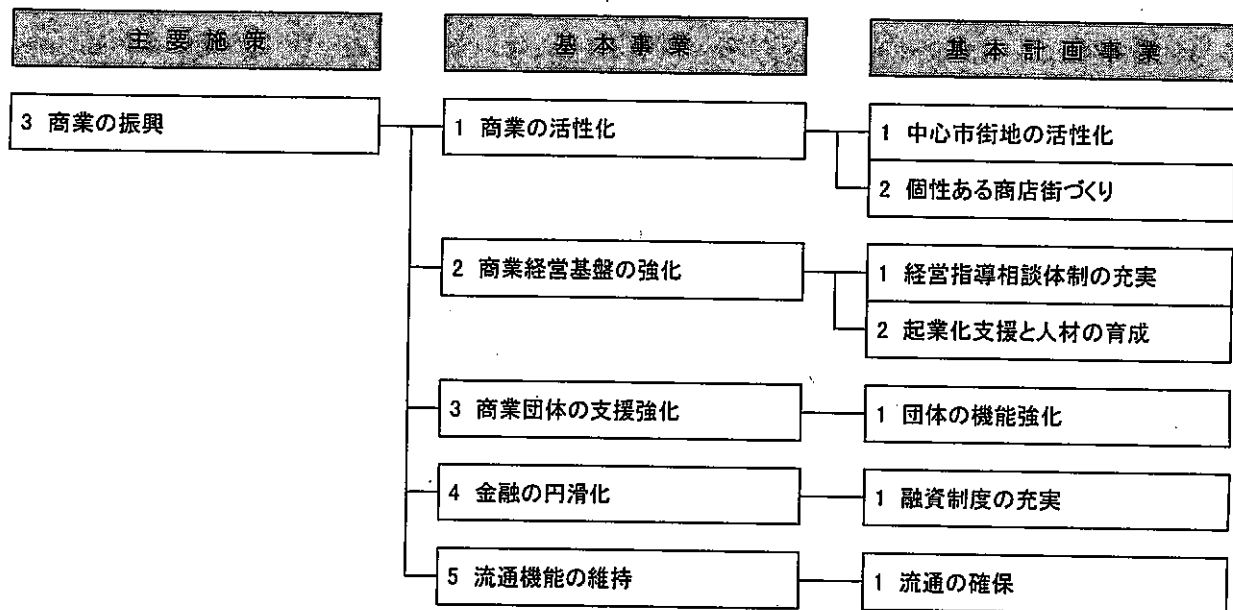 主要施策 基本事業 基本計画事業
3 商業の振興
1 商業の活性化
1 中心市街地の活性化
2 個性ある商店街づくり
2 商業経営基盤の強化
1 経営指導相談体制の充実
2 起業化支援と人材の育成
3 商業団体の支援強化
1 団体の機能強化
4 金融の円滑化
1 融資制度の充実
5 流通機能の維持
1 流通の確保